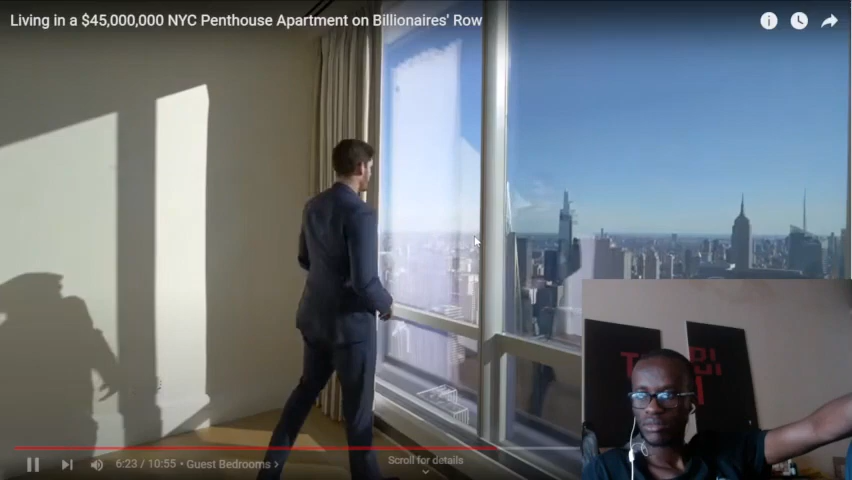 Living in a $45,000,000 NYC Penthouse Apartment on Billionaires' Row
6:23 / 10:55 • Guest Bedrooms >
Scroll for details